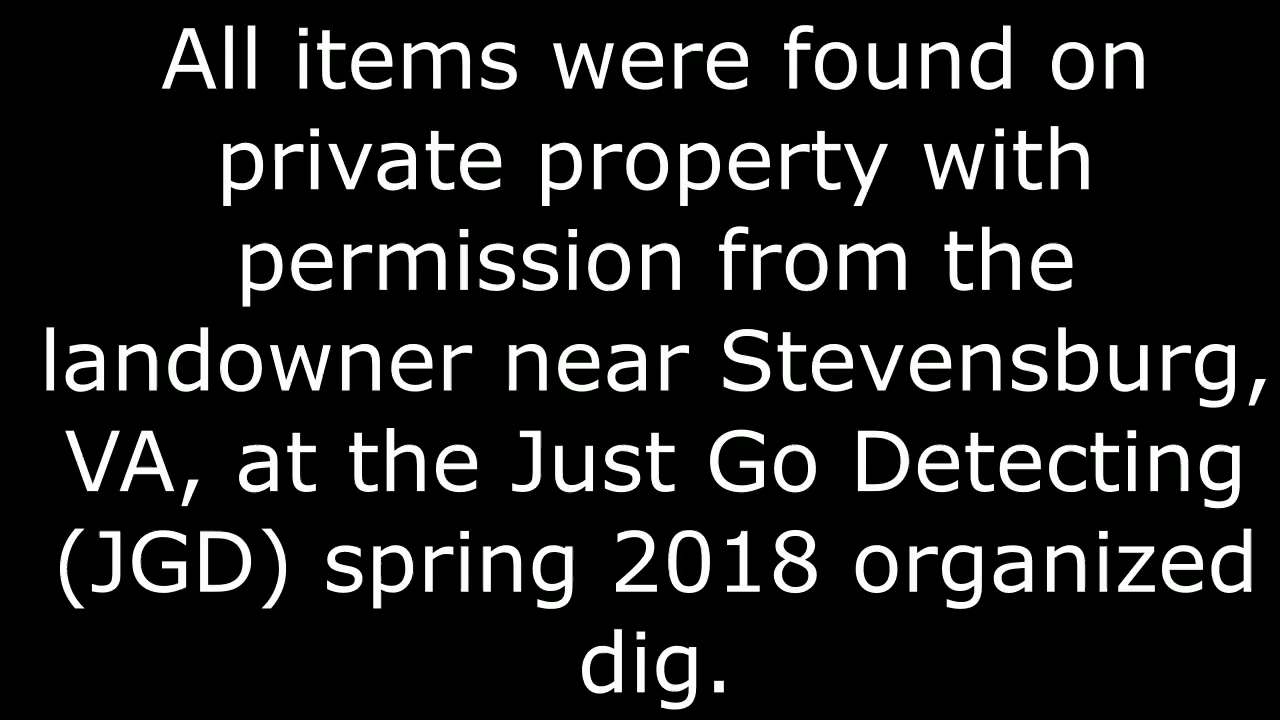 All items were found on
private property with
permission from the
landowner near Stevensburg,
VA, at the Just Go Detecting
(JGD) spring 2018 organized
dig.